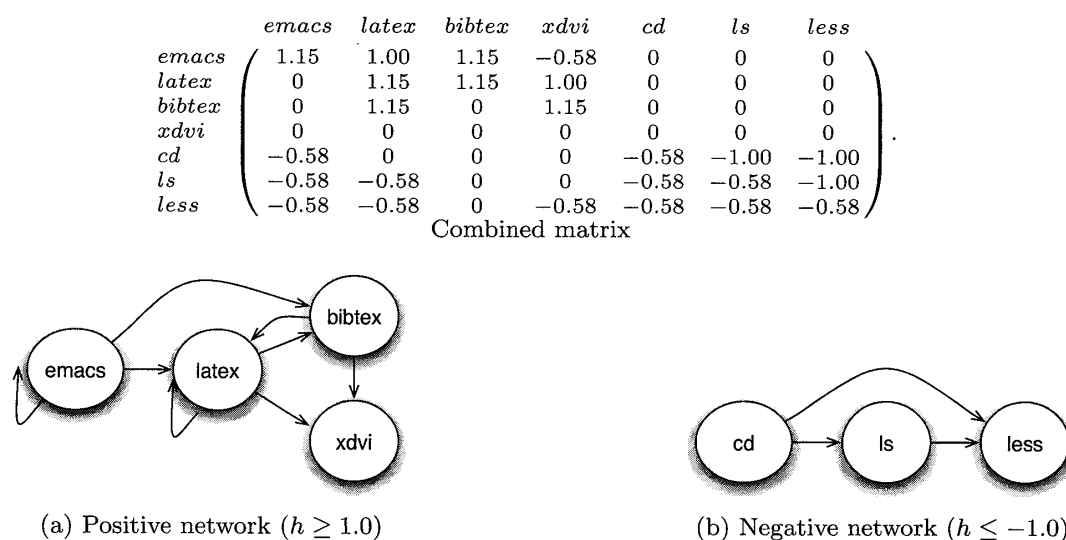 emacs latex bibtex xdvi cd ls less
emacs 1.15 1.00 1.15 −0.58 0 0 0
latex 0 1.15 1.15 1.00 0 0 0
bibtex 0 1.15 0 1.15 0 0 0
xdvi 0 0 0 0 0 0 0
cd −0.58 0 0 0 −0.58 −1.00 −1.00
ls −0.58 −0.58 0 0 −0.58 −0.58 −1.00
less −0.58 −0.58 0 −0.58 −0.58 −0.58 −0.58
.
Combined matrix
bibtex
emacs
latex
xdvi
cd
ls
less
(a) Positive network (h ≥ 1.0)
(b) Negative network (h ≤ −1.0)